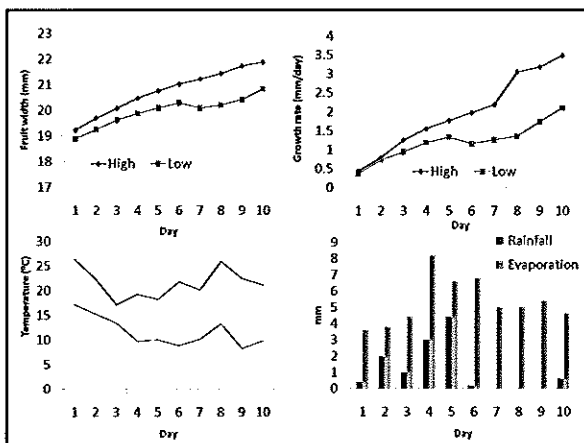 Fruit width (mm)
22
21
20
19
18
17
High Low
1 2 3 4 5 6 7 8 9 10
Day
Growth rate (mm/day)
4
3.5
3
2.5
2
1.5
1
0.5
0
High Low
1 2 3 4 5 6 7 8 9 10
Day
Temperature (°C)
30
25
20
15
10
5
0
1 2 3 4 5 6 7 8 9 10
Day
mm
9
8
7
6
5
4
3
2
1
0
Rainfall
Evaporation
1 2 3 4 5 6 7 8 9 10
Day